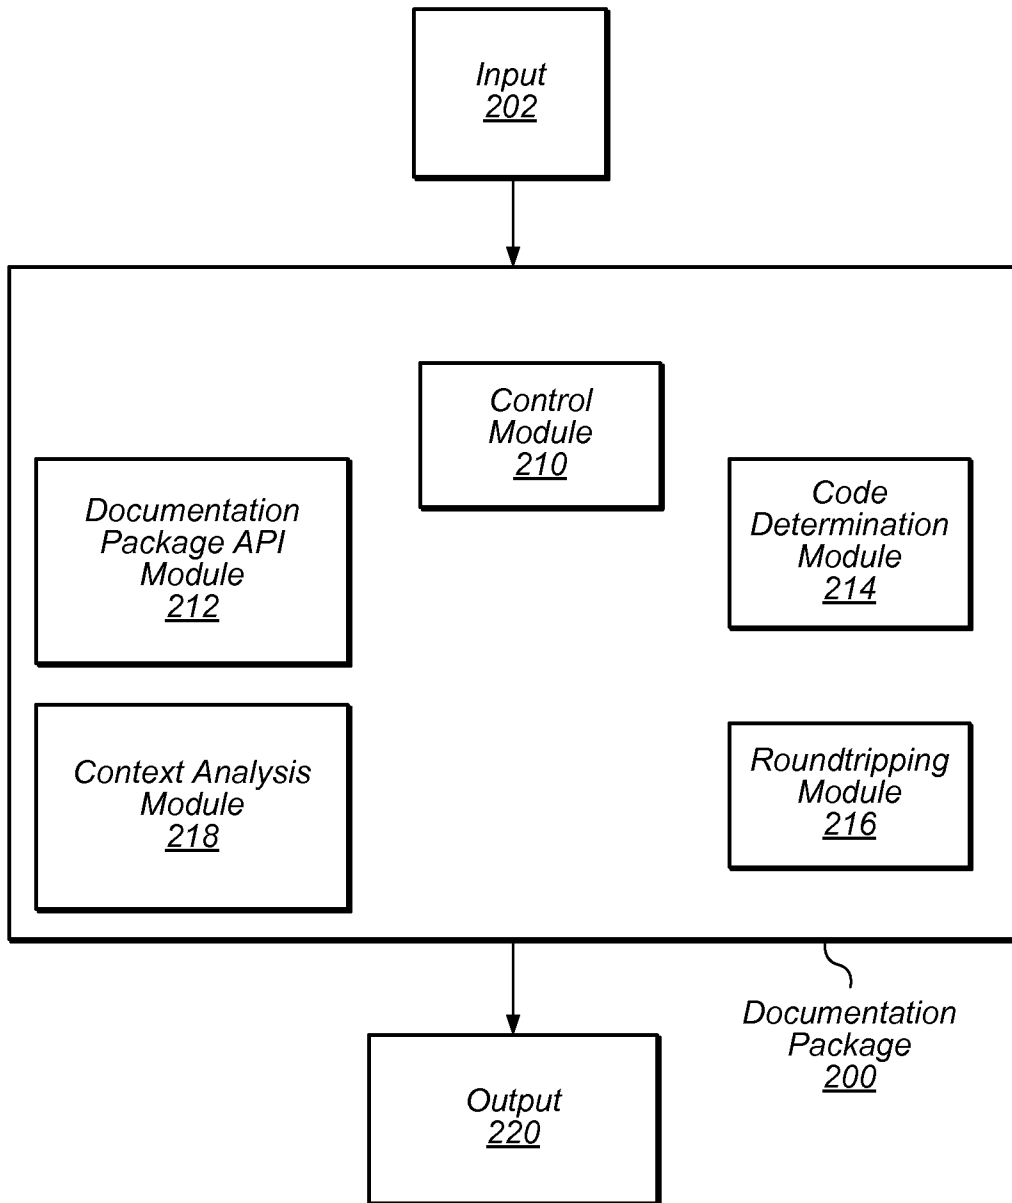 Input
202
Control
Module
210
Documentation
Package API
Module
212
Code
Determination
Module
214
Context Analysis
Module
218
Roundtripping
Module
216
Documentation
Package
200
Output
220